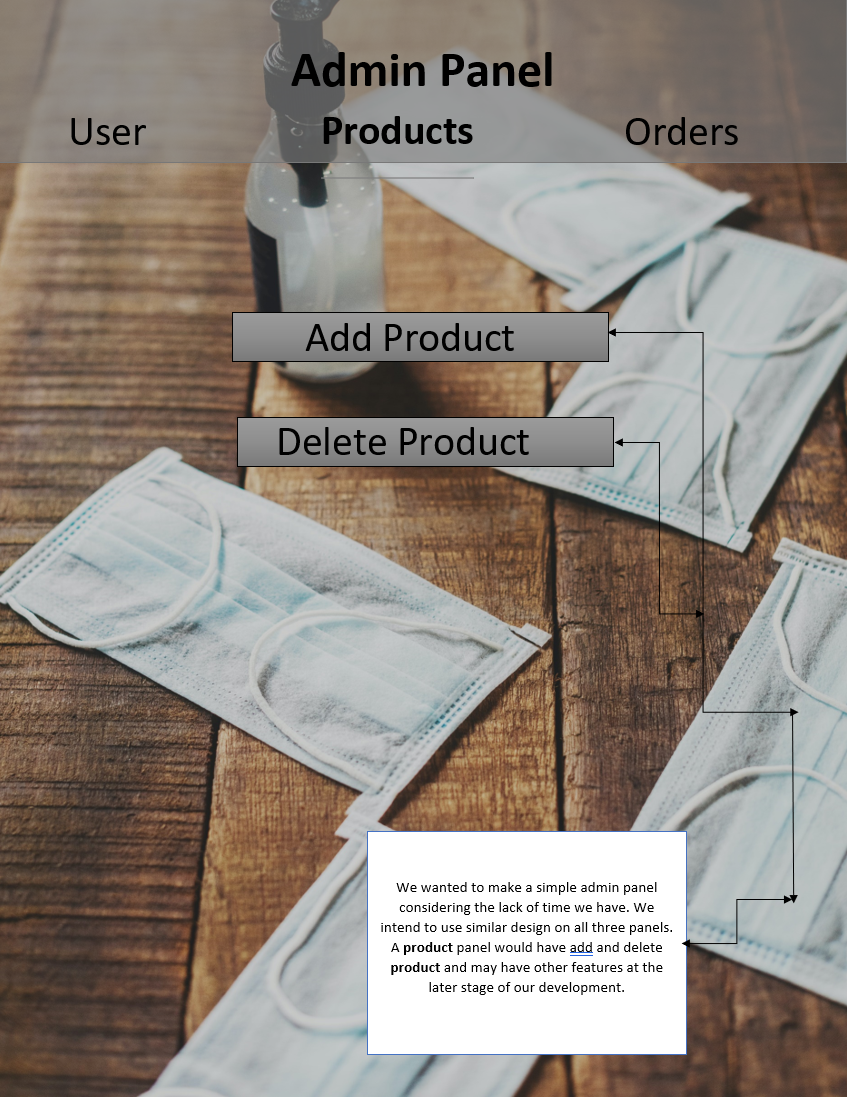 Admin Panel
User Products Orders
Add Product
Delete Product
We wanted to make a simple admin panel
considering the lack of time we have. We
intend to use similar design on all three panels.
A product panel would have add and delete
product and may have other features at the
later stage of our development.